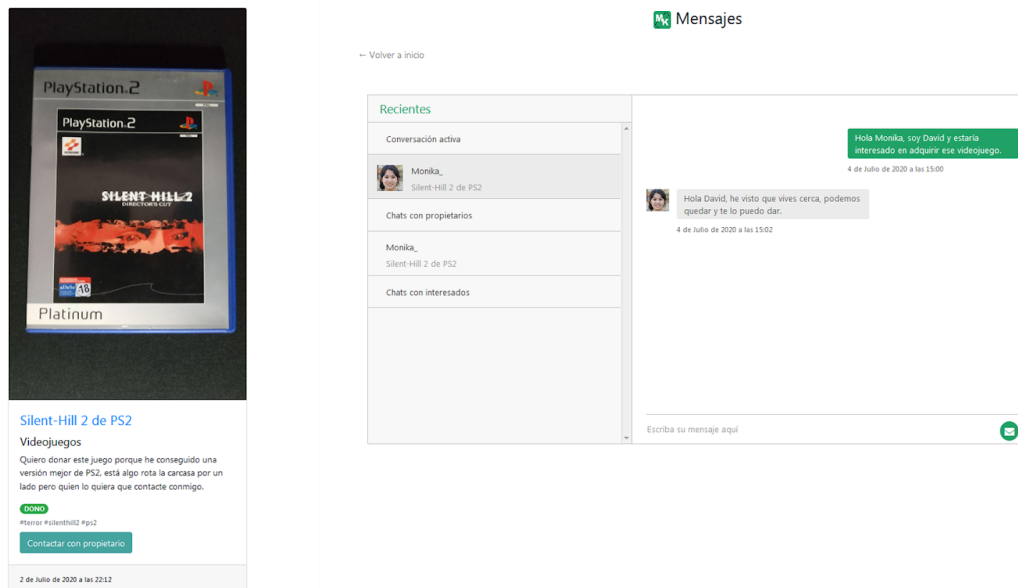 PlayStation.2
PlayStation.2
SILENT HILL 2
DIRECTOR'S CUT
18
Platinum
Silent-Hill 2 de PS2
Videojuegos
Quiero donar este juego porque he conseguido una
versión mejor de PS2, está algo rota la carcasa por un
lado pero quien lo quiera que contacte conmigo.
DONO
#terror #silenthill2 #ps2
Contactar con propietario
2 de Julio de 2020 a las 22:12
MK Mensajes
← Volver a inicio
Recientes
Conversación activa
Monika_
Silent-Hill 2 de PS2
Chats con propietarios
Monika_
Silent-Hill 2 de PS2
Chats con interesados
Hola Monika, soy David y estaría
interesado en adquirir ese videojuego.
4 de Julio de 2020 a las 15:00
Hola David, he visto que vives cerca, podemos
quedar y te lo puedo dar.
4 de Julio de 2020 a las 15:02
Escriba su mensaje aquí